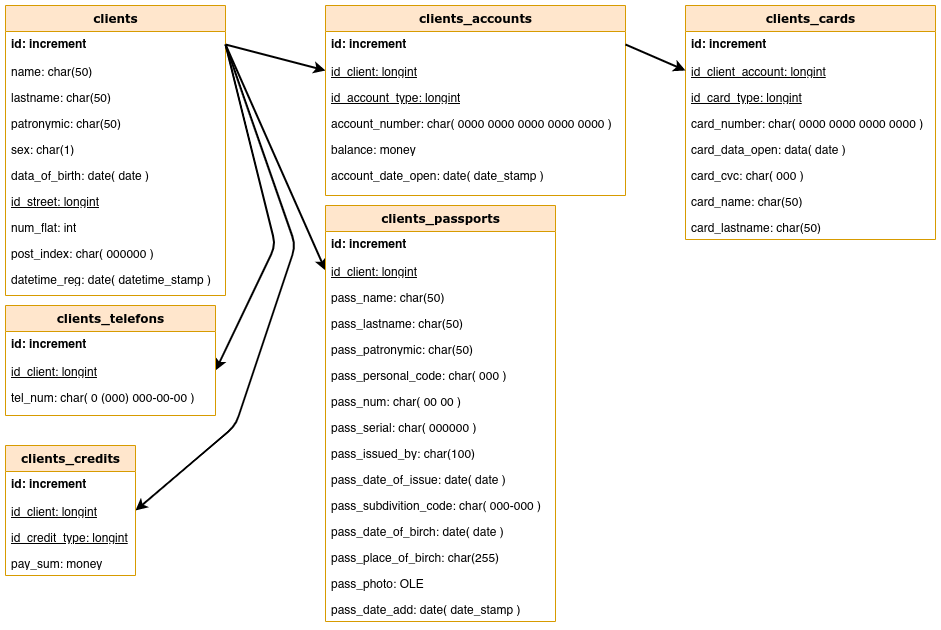 clients
id: increment
name: char(50)
lastname: char(50)
patronymic: char(50)
sex: char(1)
data_of_birth: date( date )
id_street: longint
num_flat: int
post_index: char( 000000 )
datetime_reg: date( datetime_stamp )
clients_telefons
id: increment
id_client: longint
tel_num: char( 0 (000) 000-00-00 )
clients_credits
id: increment
id_client: longint
id_credit_type: longint
pay_sum: money
clients_accounts
id: increment
id_client: longint
id_account_type: longint
account_number: char( 0000 0000 0000 0000 0000 )
balance: money
account_date_open: date( date_stamp )
clients_passports
id: increment
id_client: longint
pass_name: char(50)
pass_lastname: char(50)
pass_patronymic: char(50)
pass_personal_code: char( 000 )
pass_num: char( 00 00 )
pass_serial: char( 000000 )
pass_issued_by: char(100)
pass_date_of_issue: date( date )
pass_subdivition_code: char( 000-000 )
pass_date_of_birch: date( date )
pass_place_of_birch: char(255)
pass_photo: OLE
pass_date_add: date( date_stamp )
clients_cards
id: increment
id_client_account: longint
id_card_type: longint
card_number: char( 0000 0000 0000 0000 )
card_data_open: data( date )
card_cvc: char( 000 )
card_name: char(50)
card_lastname: char(50)